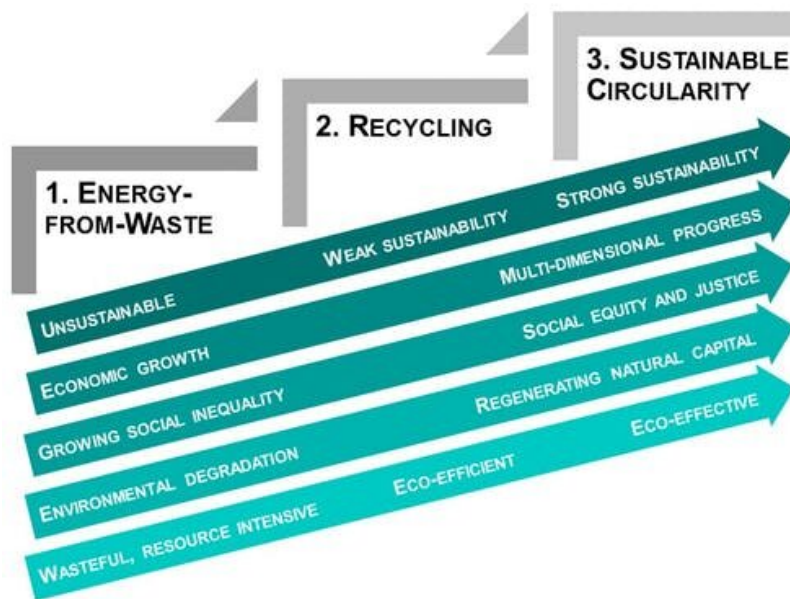 1. ENERGY-
FROM-WASTE
2. RECYCLING
3. SUSTAINABLE
CIRCULARITY
UNSUSTAINABLE WEAK SUSTAINABILITY STRONG SUSTAINABILITY
ECONOMIC GROWTH MULTI-DIMENSIONAL PROGRESS
GROWING SOCIAL INEQUALITY SOCIAL EQUITY AND JUSTICE
ENVIRONMENTAL DEGRADATION REGENERATING NATURAL CAPITAL
WASTEFUL, RESOURCE INTENSIVE ECO-EFFICIENT ECO-EFFECTIVE